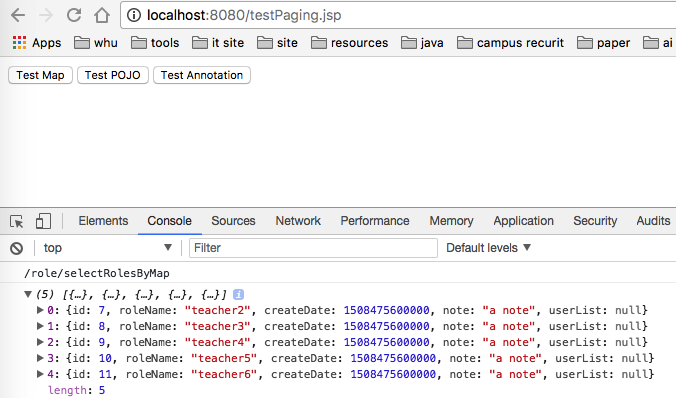 localhost:8080/testPaging.jsp
Apps whu tools it site site resources java campus recurit paper ai
Test Map Test POJO Test Annotation
Elements Console Sources Network Performance Memory Application Security Audits
top Filter Default levels
/role/selectRolesByMap
(5) [{…}, {…}, {…}, {…}, {…}]
0: {id: 7, roleName: "teacher2", createDate: 1508475600000, note: "a note", userList: null}
1: {id: 8, roleName: "teacher3", createDate: 1508475600000, note: "a note", userList: null}
2: {id: 9, roleName: "teacher4", createDate: 1508475600000, note: "a note", userList: null}
3: {id: 10, roleName: "teacher5", createDate: 1508475600000, note: "a note", userList: null}
4: {id: 11, roleName: "teacher6", createDate: 1508475600000, note: "a note", userList: null}
length: 5